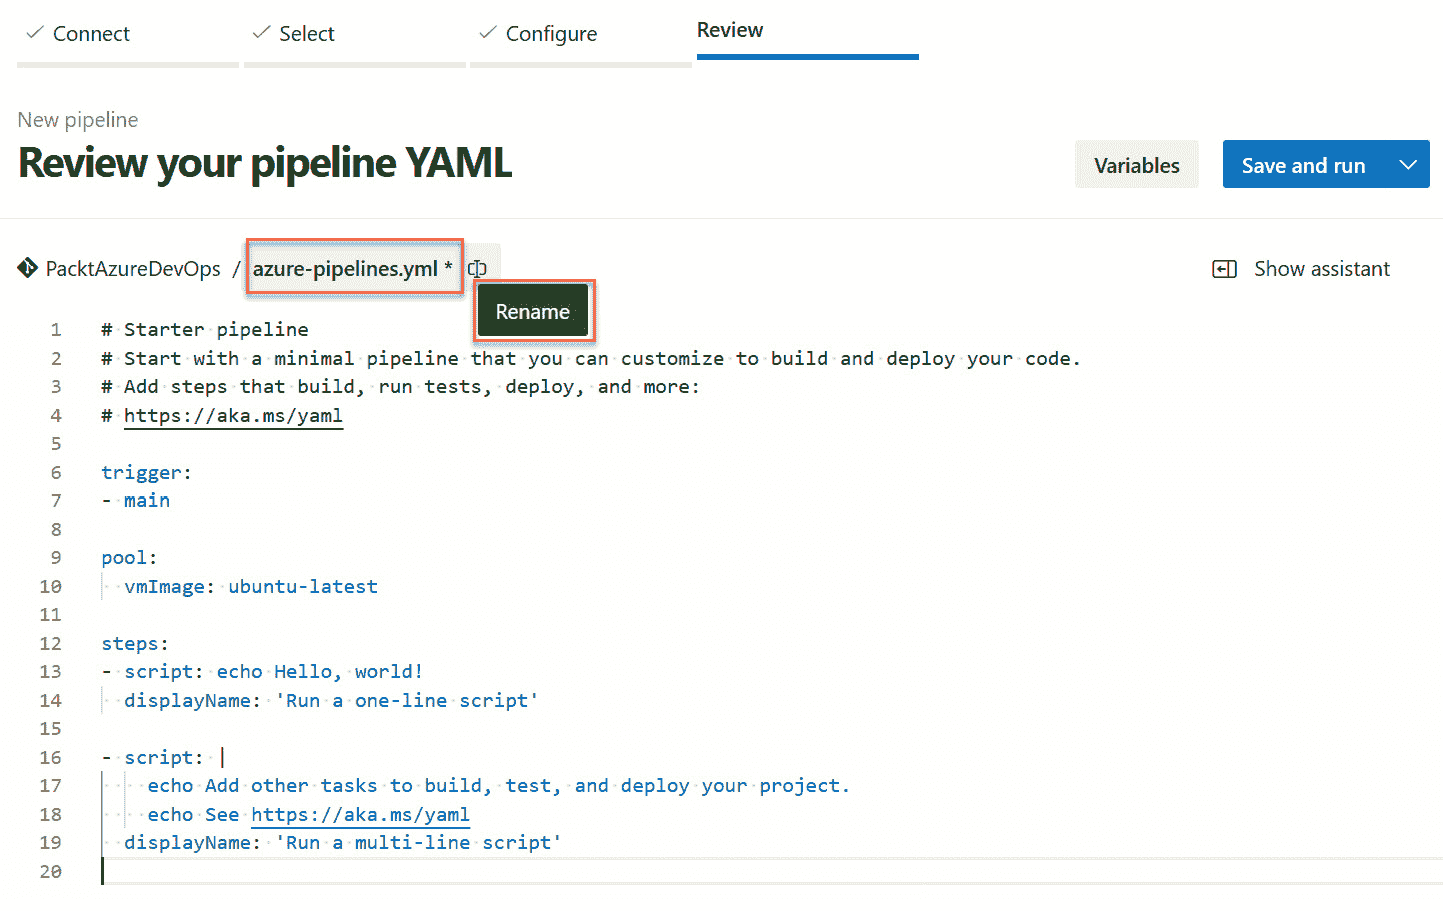 Connect Select Configure Review
New pipeline
Review your pipeline YAML
Variables Save and run
PacktAzureDevOps / azure-pipelines.yml * Show assistant
Rename
1 # Starter pipeline
2 # Start with a minimal pipeline that you can customize to build and deploy your code.
3 # Add steps that build, run tests, deploy, and more:
4 # https://aka.ms/yaml
5
6 trigger:
7 - main
8
9 pool:
10   vmImage: ubuntu-latest
11
12 steps:
13 - script: echo Hello, world!
14   displayName: 'Run a one-line script'
15
16 - script: |
17     echo Add other tasks to build, test, and deploy your project.
18     echo See https://aka.ms/yaml
19   displayName: 'Run a multi-line script'
20